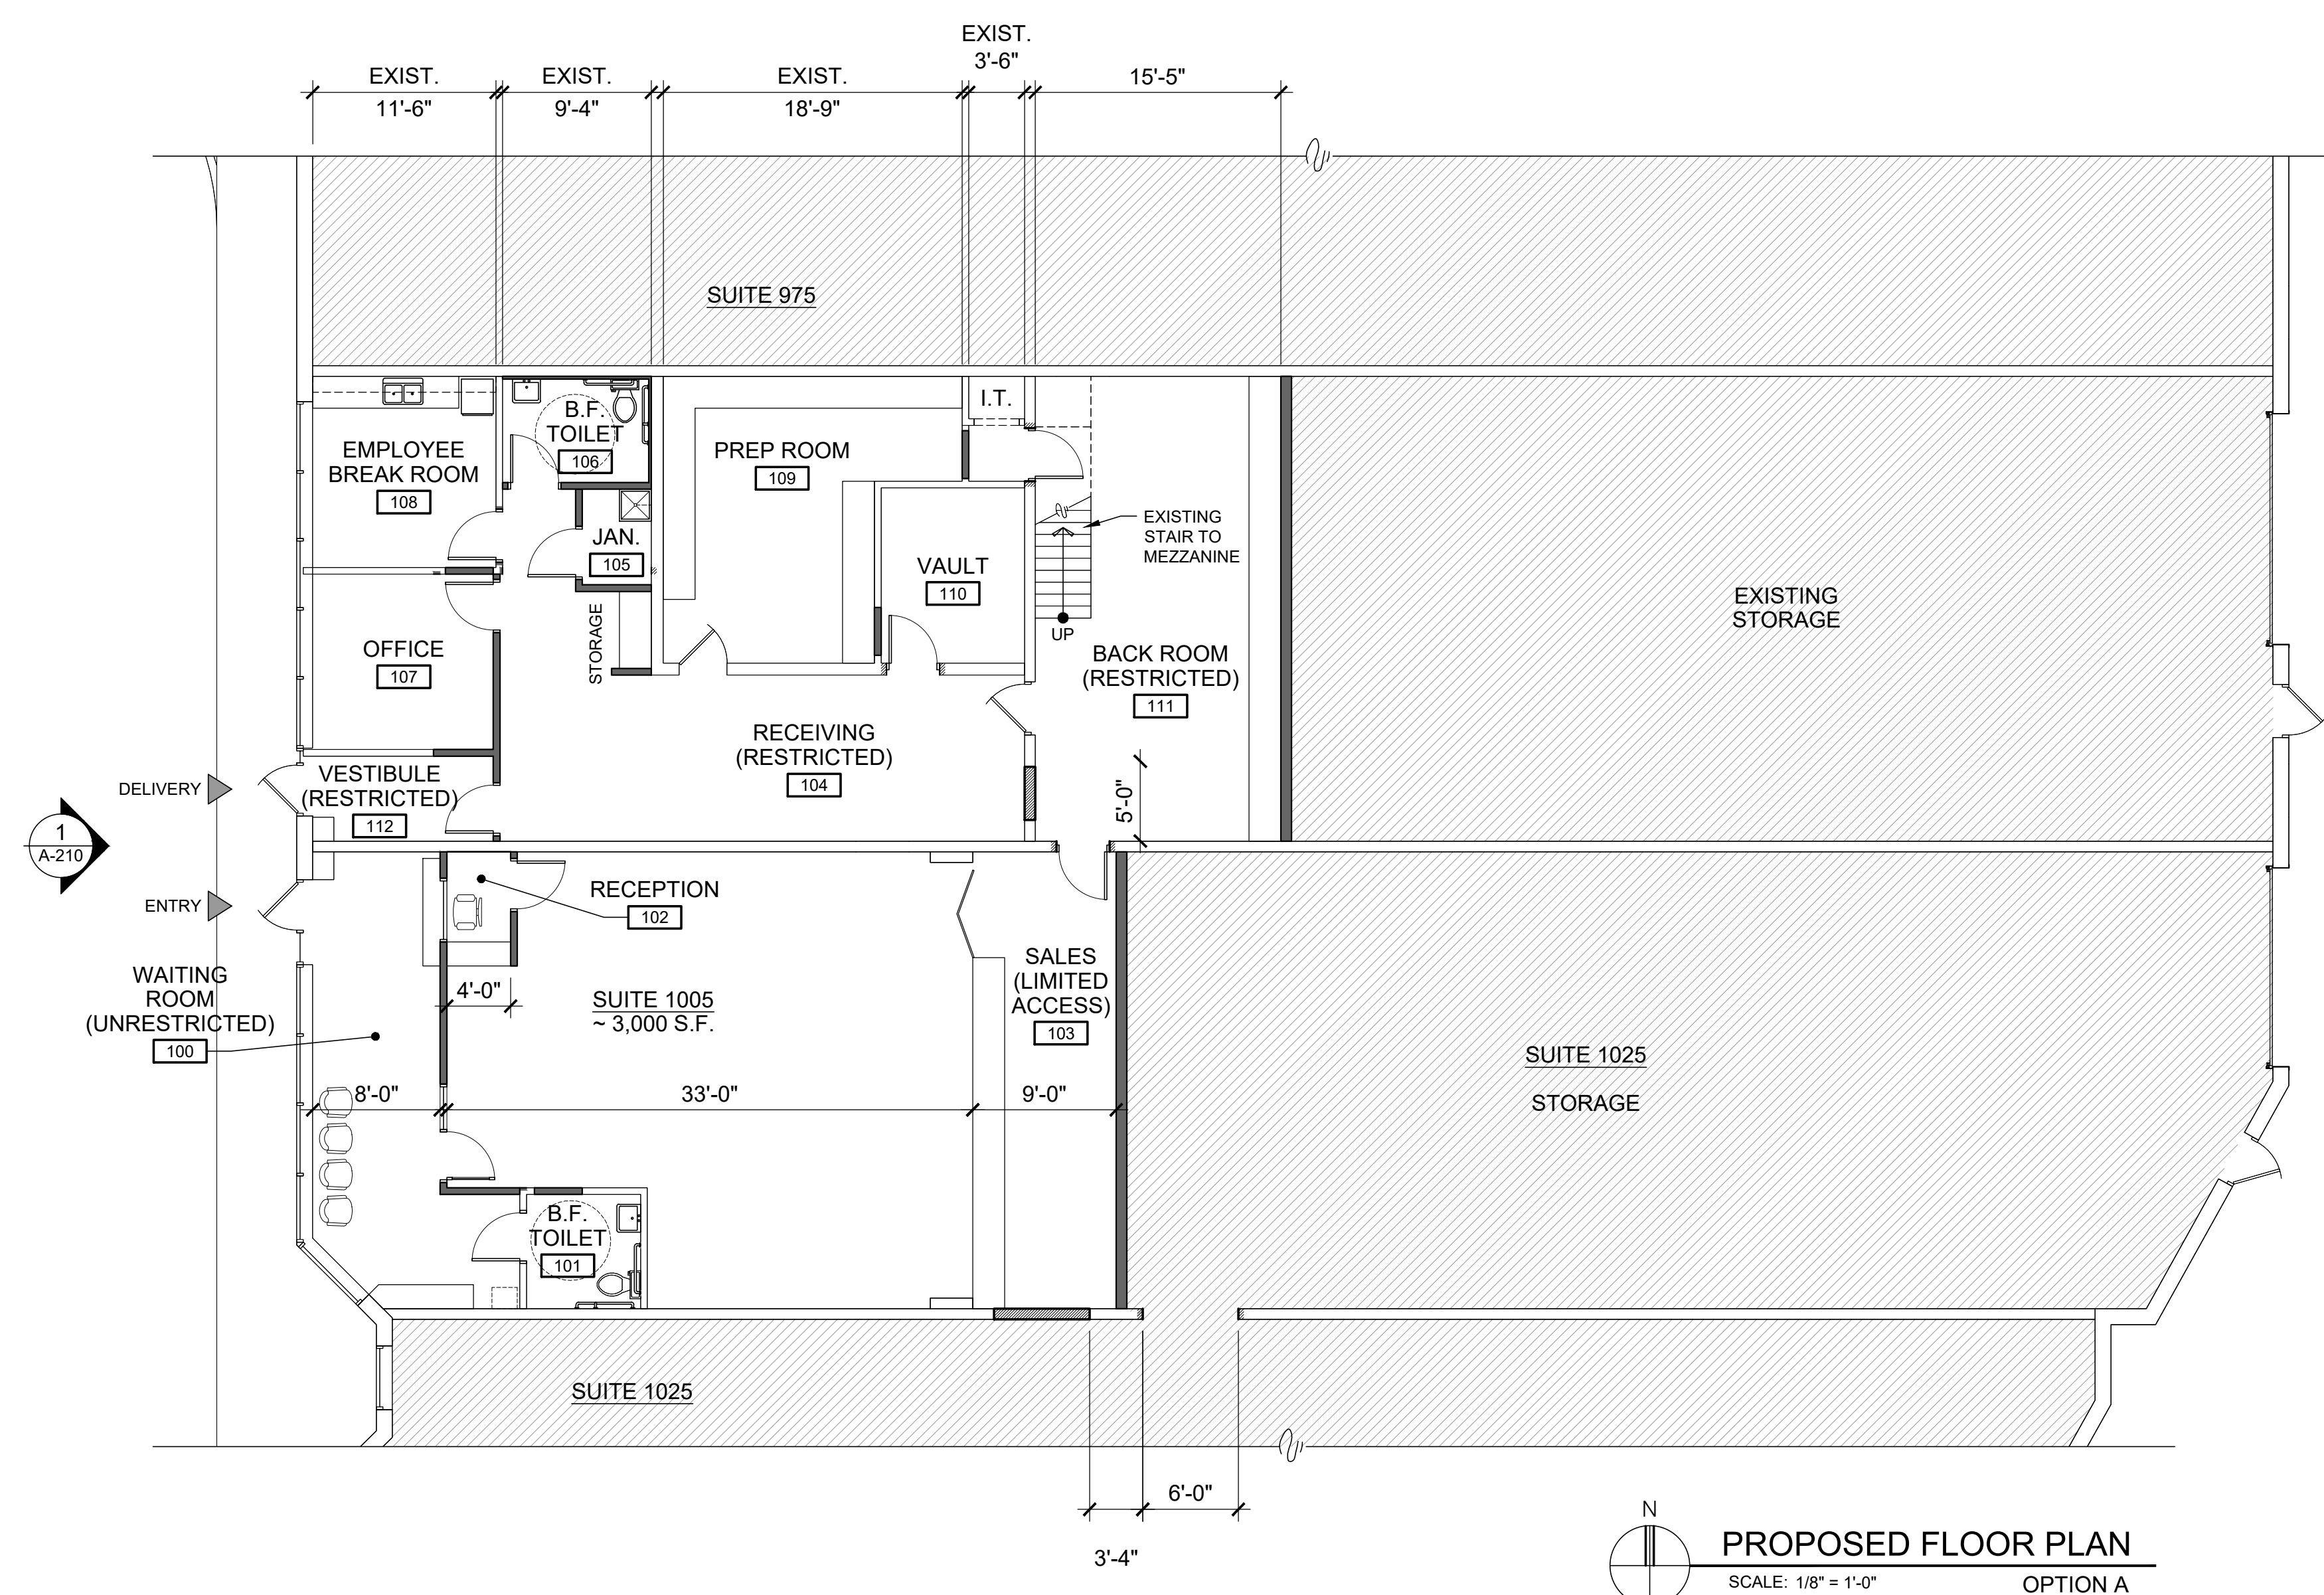 EXIST.
3'-6"
EXIST.
11'-6"
EXIST.
9'-4"
EXIST.
18'-9"
15'-5"
SUITE 975
I.T.
B.F.
TOILET
106
EMPLOYEE
BREAK ROOM
108
PREP ROOM
109
JAN.
105
EXISTING
STAIR TO
MEZZANINE
VAULT
110
UP
EXISTING
STORAGE
STORAGE
OFFICE
107
BACK ROOM
(RESTRICTED)
111
RECEIVING
(RESTRICTED)
104
DELIVERY
VESTIBULE
(RESTRICTED)
112
5'-0"
1
A-210
ENTRY
RECEPTION
102
WAITING
ROOM
(UNRESTRICTED)
100
4'-0"
SUITE 1005
~ 3,000 S.F.
SALES
(LIMITED
ACCESS)
103
SUITE 1025
STORAGE
8'-0"
33'-0"
9'-0"
B.F.
TOILET
101
SUITE 1025
6'-0"
3'-4"
N
PROPOSED FLOOR PLAN
SCALE: 1/8" = 1'-0"
OPTION A